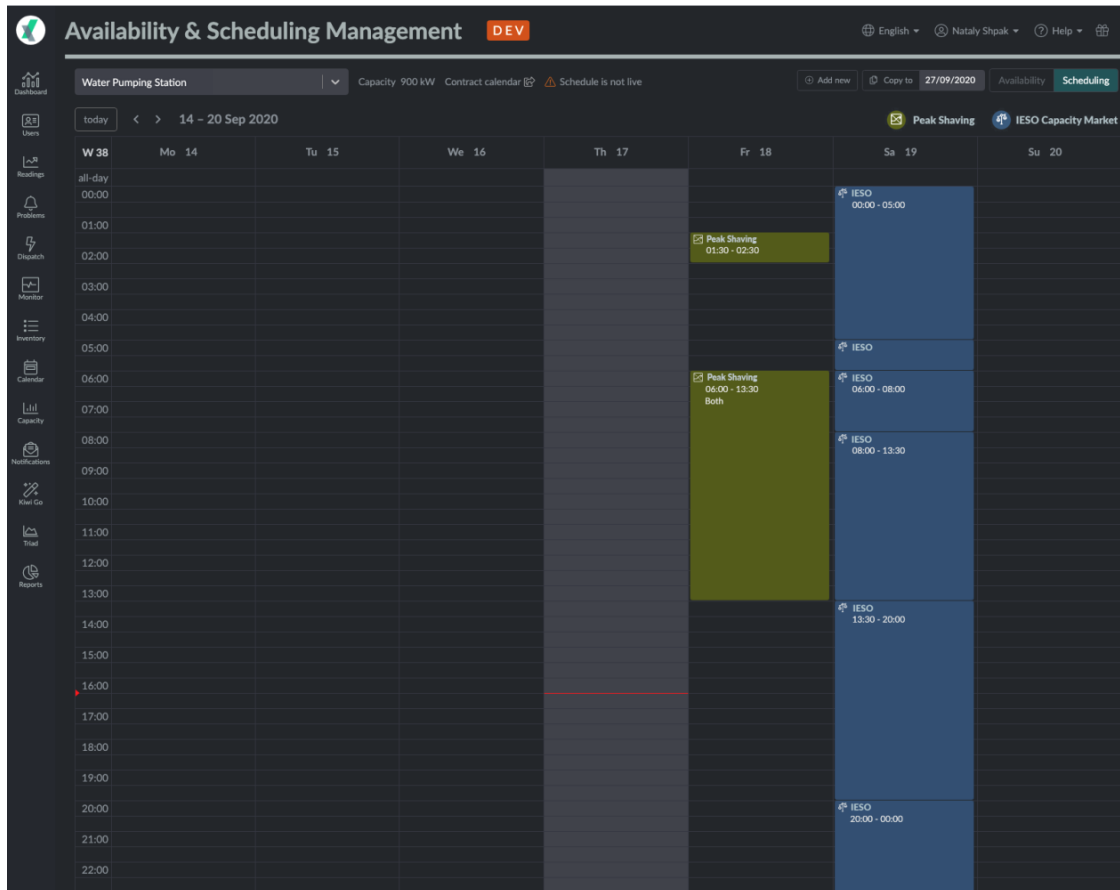 Availability & Scheduling Management DEV
English Nataly Shpak Help
Water Pumping Station Capacity 900 kW Contract calendar Schedule is not live Add new Copy to 27/09/2020 Availability Scheduling
today < > 14 – 20 Sep 2020 Peak Shaving IESO Capacity Market
W 38 Mo 14 Tu 15 We 16 Th 17 Fr 18 Sa 19 Su 20
all-day
00:00
01:00
02:00
03:00
04:00
05:00
06:00
07:00
08:00
09:00
10:00
11:00
12:00
13:00
14:00
15:00
16:00
17:00
18:00
19:00
20:00
21:00
22:00
Peak Shaving
01:30 - 02:30
Peak Shaving
06:00 - 13:30
Both
IESO
00:00 - 05:00
IESO
IESO
06:00 - 08:00
IESO
08:00 - 13:30
IESO
13:30 - 20:00
IESO
20:00 - 00:00
Dashboard
Users
Readings
Problems
Dispatch
Monitor
Inventory
Calendar
Capacity
Notifications
Kiwi Go
Triad
Reports